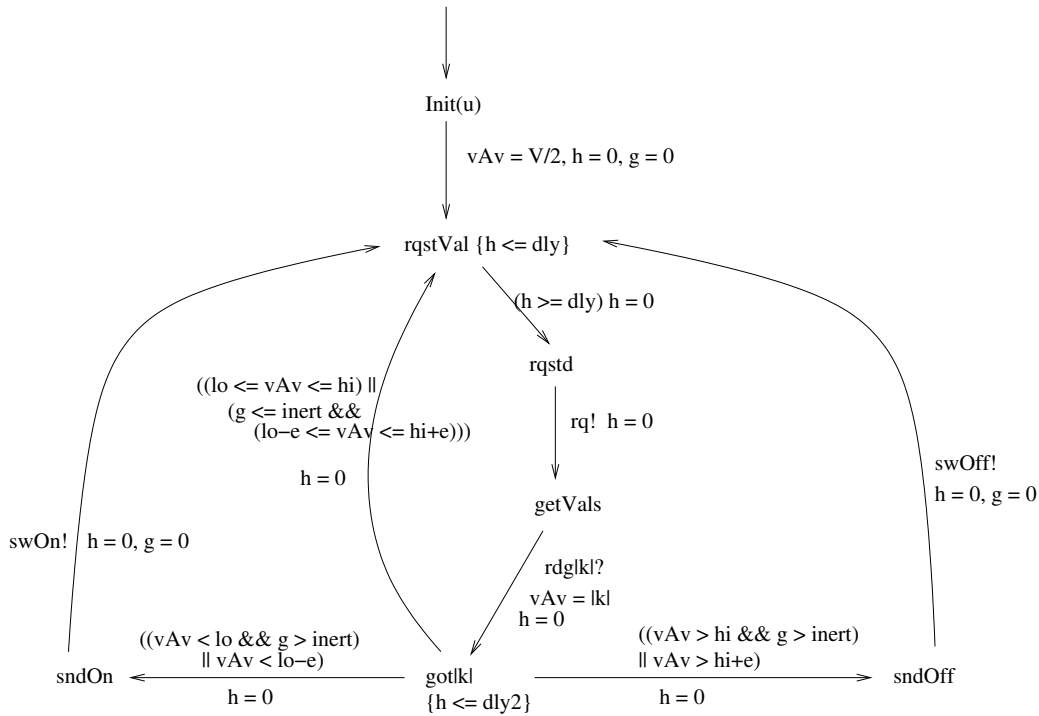 Init(u)
vAv = V/2, h = 0, g = 0
rqstVal {h <= dly}
(h >= dly) h = 0
rqstd
((lo <= vAv <= hi) ||
(g <= inert &&
(lo−e <= vAv <= hi+e)))
h = 0
rq! h = 0
getVals
swOff!
h = 0, g = 0
swOn! h = 0, g = 0
rdg|k|?
vAv = |k|
h = 0
((vAv < lo && g > inert)
|| vAv < lo−e)
h = 0
((vAv > hi && g > inert)
|| vAv > hi+e)
h = 0
sndOn
got|k|
{h <= dly2}
sndOff